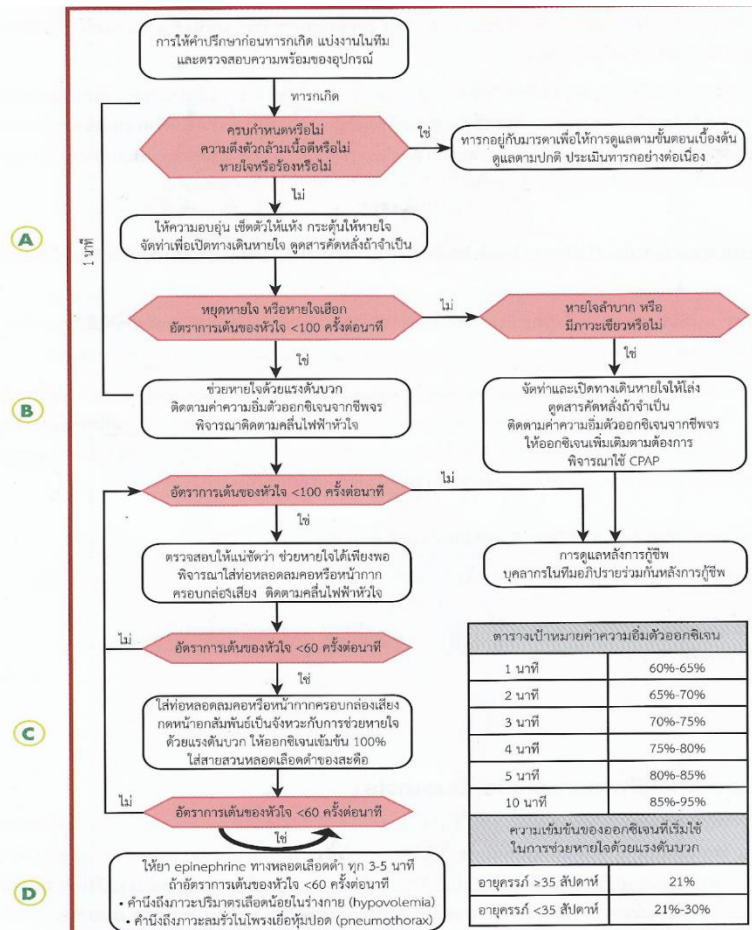 การให้คำปรึกษาก่อนทารกเกิด แบ่งงานในทีม
และตรวจสอบความพร้อมของอุปกรณ์
ทารกเกิด
ครบกำหนดหรือไม่
ความตึงตัวกล้ามเนื้อดีหรือไม่
หายใจหรือร้องหรือไม่
ใช่
ทารกอยู่กับมารดาเพื่อให้การดูแลตามขั้นตอนเบื้องต้น
ดูแลตามปกติ ประเมินทารกอย่างต่อเนื่อง
ไม่
1 นาที
A
ให้ความอบอุ่น เช็ดตัวให้แห้ง กระตุ้นให้หายใจ
จัดท่าเพื่อเปิดทางเดินหายใจ ดูดสารคัดหลั่งถ้าจำเป็น
หยุดหายใจ หรือหายใจเฮือก
อัตราการเต้นของหัวใจ <100 ครั้งต่อนาที
ไม่
หายใจลำบาก หรือ
มีภาวะเขียวหรือไม่
ใช่
ใช่
B
ช่วยหายใจด้วยแรงดันบวก
ติดตามค่าความอิ่มตัวออกซิเจนจากชีพจร
พิจารณาติดตามคลื่นไฟฟ้าหัวใจ
จัดท่าและเปิดทางเดินหายใจให้โล่ง
ดูดสารคัดหลั่งถ้าจำเป็น
ติดตามค่าความอิ่มตัวออกซิเจนจากชีพจร
ให้ออกซิเจนเพิ่มเติมตามต้องการ
พิจารณาใช้ CPAP
อัตราการเต้นของหัวใจ <100 ครั้งต่อนาที
ไม่
ใช่
ตรวจสอบให้แน่ชัดว่า ช่วยหายใจได้เพียงพอ
พิจารณาใส่ท่อหลอดลมคอหรือหน้ากาก
ครอบกล่องเสียง ติดตามคลื่นไฟฟ้าหัวใจ
การดูแลหลังการกู้ชีพ
บุคลากรในทีมอภิปรายร่วมกันหลังการกู้ชีพ
ไม่
อัตราการเต้นของหัวใจ <60 ครั้งต่อนาที
ใช่
C
ใส่ท่อหลอดลมคอหรือหน้ากากครอบกล่องเสียง
กดหน้าอกสัมพันธ์เป็นจังหวะกับการช่วยหายใจ
ด้วยแรงดันบวก ให้ออกซิเจนเข้มข้น 100%
ใส่สายสวนหลอดเลือดดำของสะดือ
ไม่
อัตราการเต้นของหัวใจ <60 ครั้งต่อนาที
ใช่
D
ให้ยา epinephrine ทางหลอดเลือดดำ ทุก 3-5 นาที
ถ้าอัตราการเต้นของหัวใจ <60 ครั้งต่อนาที
• คำนึงถึงภาวะปริมาตรเลือดน้อยในร่างกาย (hypovolemia)
• คำนึงถึงภาวะลมรั่วในโพรงเยื่อหุ้มปอด (pneumothorax)
ตารางเป้าหมายค่าความอิ่มตัวออกซิเจน
1 นาที 60%-65%
2 นาที 65%-70%
3 นาที 70%-75%
4 นาที 75%-80%
5 นาที 80%-85%
10 นาที 85%-95%
ความเข้มข้นของออกซิเจนที่เริ่มใช้
ในการช่วยหายใจด้วยแรงดันบวก
อายุครรภ์ ≥35 สัปดาห์ 21%
อายุครรภ์ <35 สัปดาห์ 21%-30%